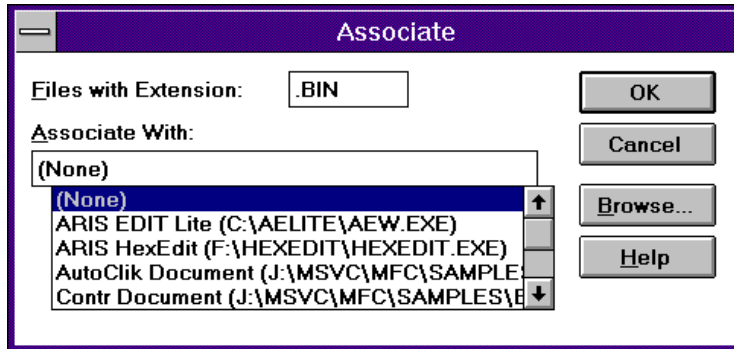 Associate
Files with Extension: .BIN
OK
Associate With:
Cancel
(None)
(None)
ARIS EDIT Lite (C:\AELITE\AEW.EXE)
Browse...
ARIS HexEdit (F:\HEXEDIT\HEXEDIT.EXE)
AutoClik Document (J:\MSVC\MFC\SAMPLES
Help
Contr Document (J:\MSVC\MFC\SAMPLES\